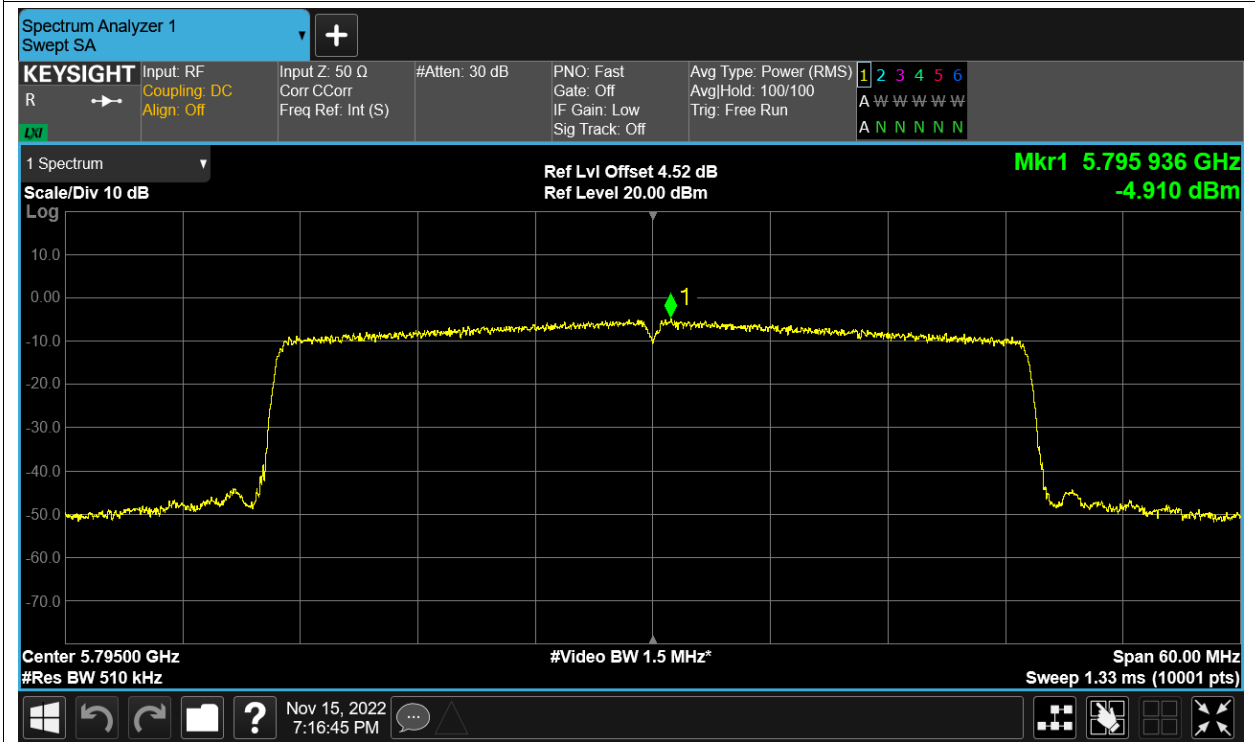 Spectrum Analyzer 1
Swept SA
+
KEYSIGHT
R
LXI
Input: RF
Coupling: DC
Align: Off
Input Z: 50 Ω
Corr CCorr
Freq Ref: Int (S)
#Atten: 30 dB
PNO: Fast
Gate: Off
IF Gain: Low
Sig Track: Off
Avg Type: Power (RMS)
Avg|Hold: 100/100
Trig: Free Run
1 2 3 4 5 6
A W W W W W
A N N N N N
1 Spectrum
Scale/Div 10 dB
Log
Ref Lvl Offset 4.52 dB
Ref Level 20.00 dBm
Mkr1 5.795 936 GHz
-4.910 dBm
10.0
0.00
1
-10.0
-20.0
-30.0
-40.0
-50.0
-60.0
-70.0
Center 5.79500 GHz
#Res BW 510 kHz
#Video BW 1.5 MHz*
Span 60.00 MHz
Sweep 1.33 ms (10001 pts)
?
Nov 15, 2022
7:16:45 PM